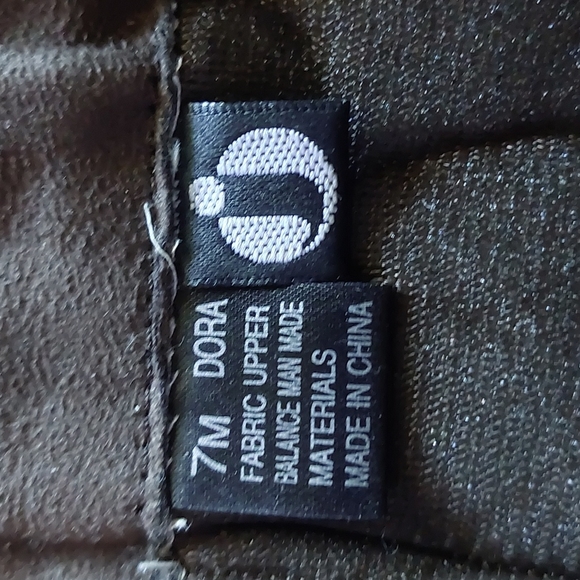 7M DORA
FABRIC UPPER
BALANCE MAN MADE
MATERIALS
MADE IN CHINA